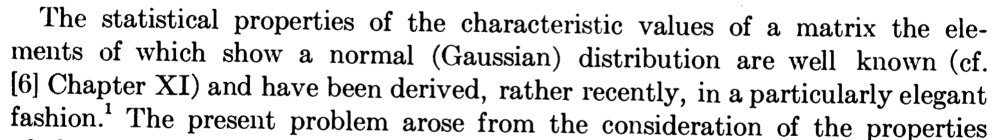 The statistical properties of the characteristic values of a matrix the ele-
ments of which show a normal (Gaussian) distribution are well known (cf.
[6] Chapter XI) and have been derived, rather recently, in a particularly elegant
fashion.¹ The present problem arose from the consideration of the properties